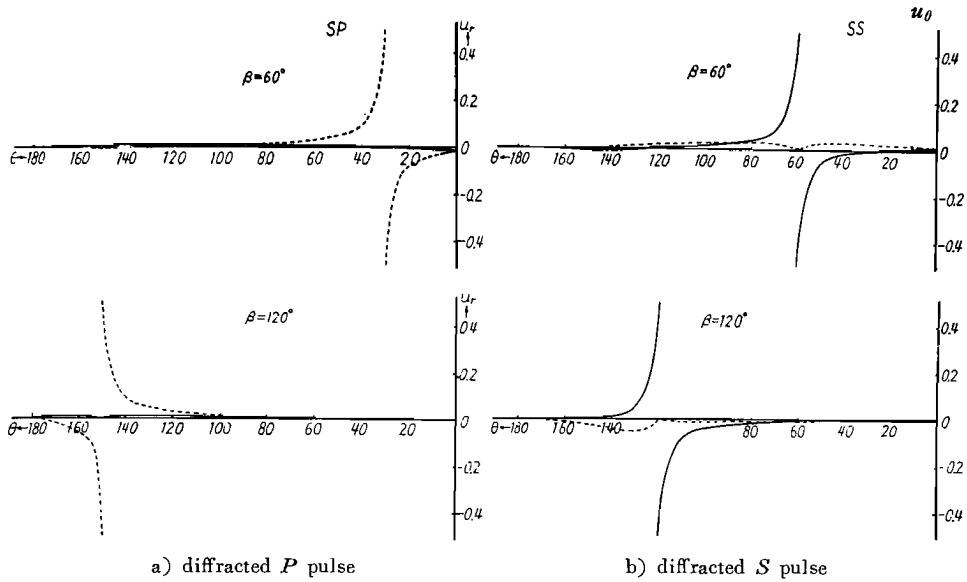 SP
u_r
β=60°
0.4
0.2
0
θ←180 160 140 120 100 80 60 40 20
-0.2
-0.4
SS
u_θ
β=60°
0.4
0.2
0
θ←180 160 140 120 100 80 60 40 20
-0.2
-0.4
u_r
β=120°
0.4
0.2
0
θ←180 160 140 120 100 80 60 40 20
-0.2
-0.4
β=120°
0.4
0.2
0
θ←180 160 140 80 60 40 20
-0.2
-0.4
a) diffracted P pulse
b) diffracted S pulse